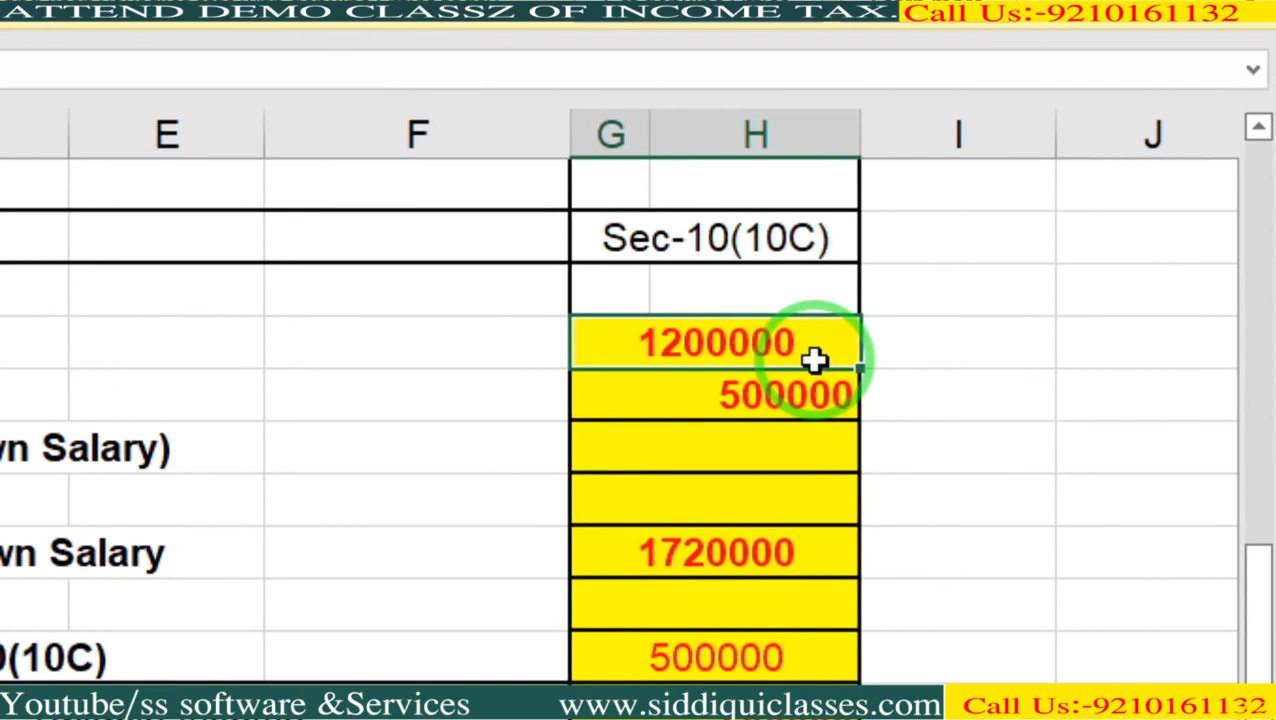 ATTEND DEMO CLASSZ OF INCOME TAX. Call Us:-9210161132
E F G H I J
Sec-10(10C)
1200000
500000
wn Salary)
wn Salary 1720000
0(10C) 500000
Youtube/ss software &Services www.siddiquiclasses.com Call Us:-9210161132